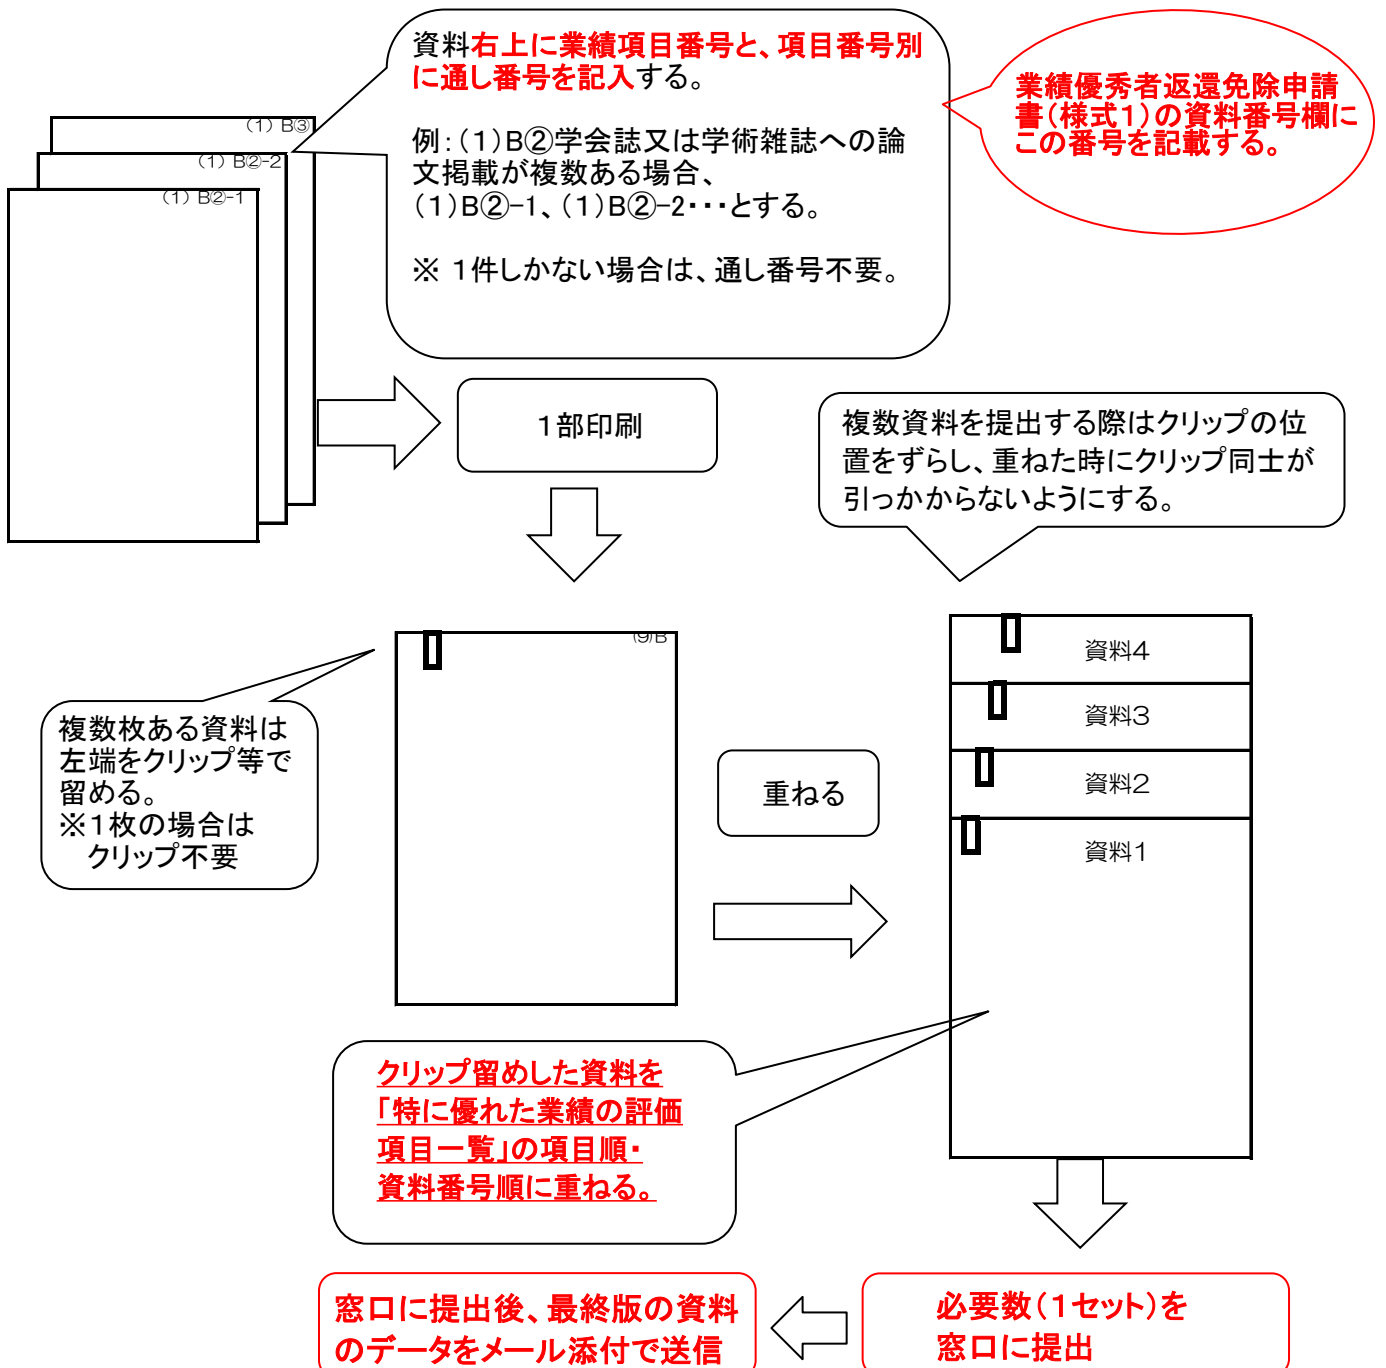 資料右上に業績項目番号と、項目番号別
に通し番号を記入する。
例：（１）Ｂ②学会誌又は学術雑誌への論
文掲載が複数ある場合、
（１）Ｂ②−１、（１）Ｂ②−２・・・とする。
※ １件しかない場合は、通し番号不要。
業績優秀者返還免除申請
書（様式１）の資料番号欄に
この番号を記載する。
（１）Ｂ③
（１）Ｂ②-２
（１）Ｂ②-１
１部印刷
複数資料を提出する際はクリップの位
置をずらし、重ねた時にクリップ同士が
引っかからないようにする。
(9)B
複数枚ある資料は
左端をクリップ等で
留める。
※１枚の場合は
クリップ不要
重ねる
資料４
資料３
資料２
資料１
クリップ留めした資料を
「特に優れた業績の評価
項目一覧」の項目順・
資料番号順に重ねる。
必要数（１セット）を
窓口に提出
窓口に提出後、最終版の資料
のデータをメール添付で送信